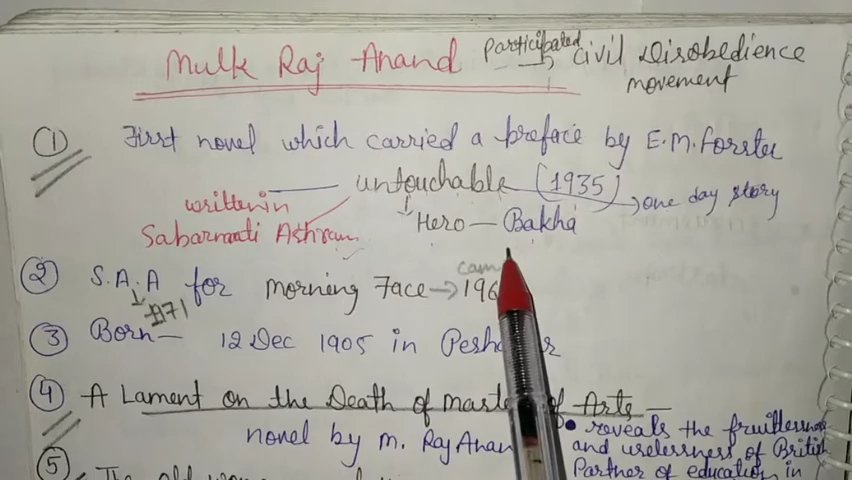 Mulk Raj Anand participated → Civil Disobedience movement
① First novel which carried a preface by E.M. Forster
untouchable (1935) → one day story
written in Sabarmati Ashram
Hero — Bakha
② S.A.A for Morning Face →
1971
③ Born — 12 Dec 1905 in
④ A Lament on the Death of Master of Arts —
novel by M. Raj Anan
• reveals the fruitlessness
and uselessness of British
Partner of education in
⑤